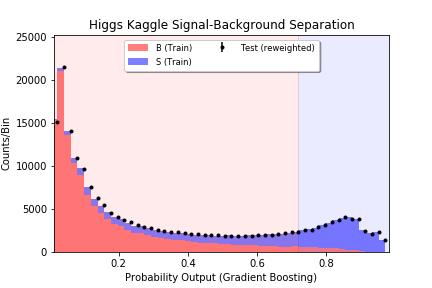 Higgs Kaggle Signal-Background Separation
B (Train)
S (Train)
Test (reweighted)
Counts/Bin
25000
20000
15000
10000
5000
0
0.2
0.4
0.6
0.8
Probability Output (Gradient Boosting)